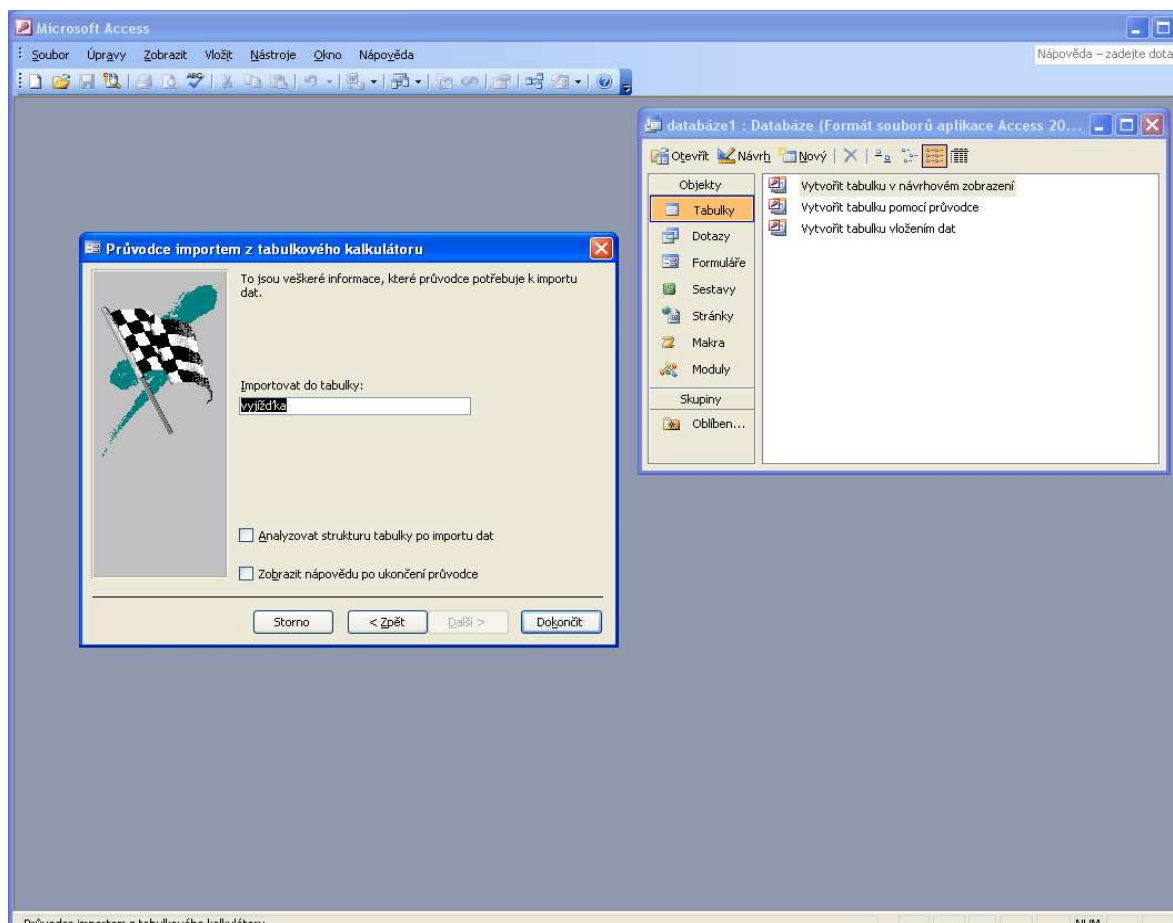 Microsoft Access
Soubor Úpravy Zobrazit Vložit Nástroje Okno Nápověda
Nápověda – zadejte dota
databáze1 : Databáze (Formát souborů aplikace Access 20...
Otevřít Návrh Nový
Objekty
Tabulky
Dotazy
Formuláře
Sestavy
Stránky
Makra
Moduly
Skupiny
Oblíben...
Vytvořit tabulku v návrhovém zobrazení
Vytvořit tabulku pomocí průvodce
Vytvořit tabulku vložením dat
Průvodce importem z tabulkového kalkulátoru
To jsou veškeré informace, které průvodce potřebuje k importu
dat.
Importovat do tabulky:
vyjížďka
Analyzovat strukturu tabulky po importu dat
Zobrazit nápovědu po ukončení průvodce
Storno < Zpět Další > Dokončit
Průvodce importem z tabulkového kalkulátoru
NUM